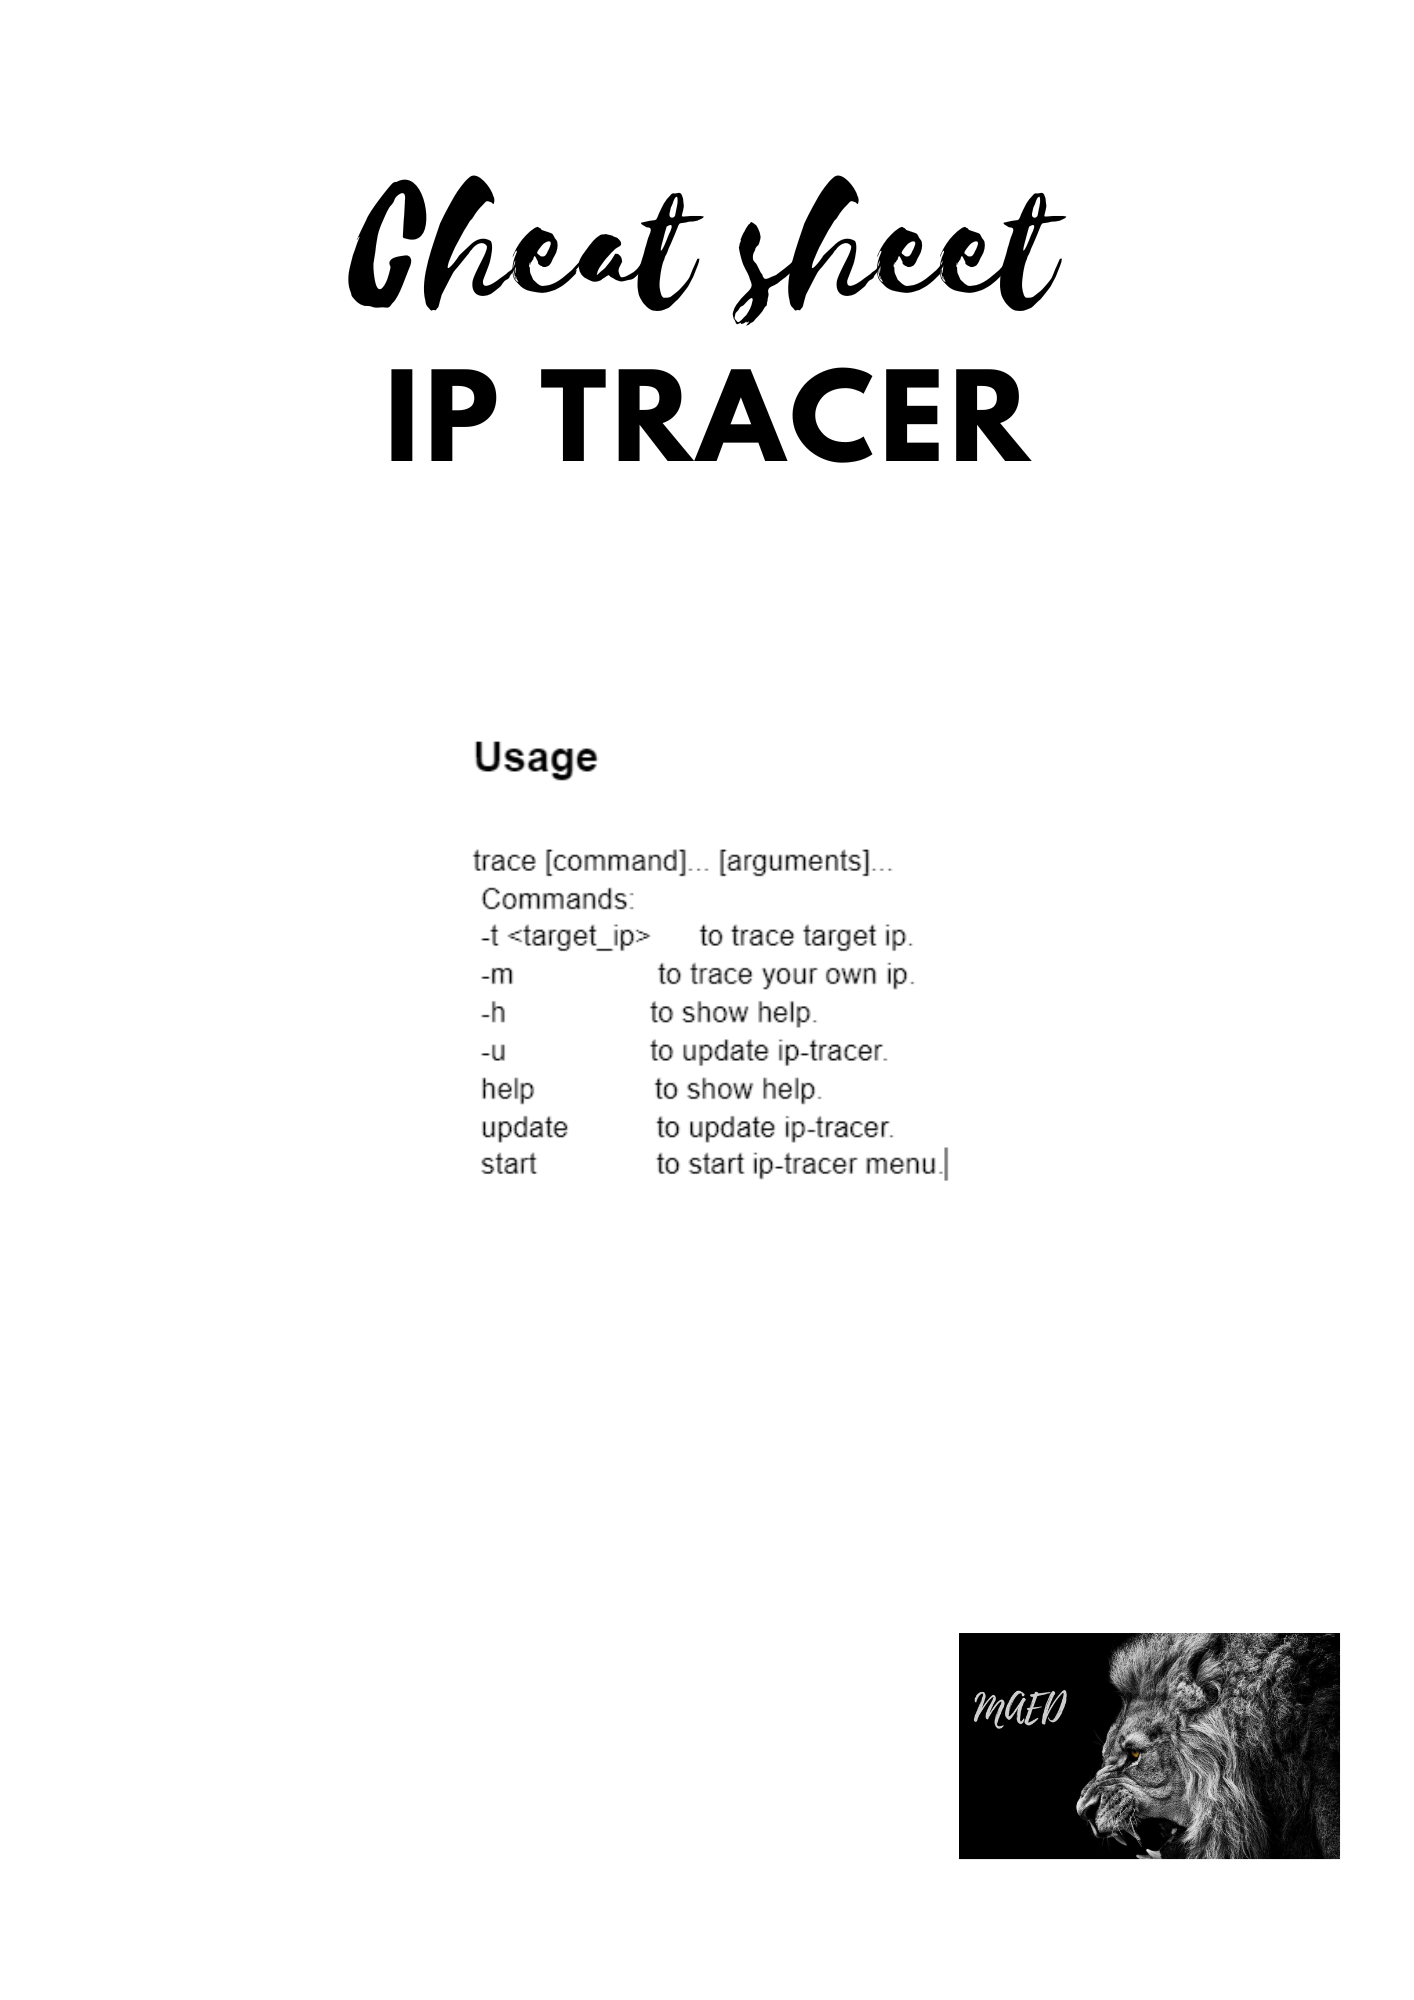 Cheat sheet
IP TRACER
Usage
trace [command]... [arguments]...
Commands:
-t <target_ip> to trace target ip.
-m to trace your own ip.
-h to show help.
-u to update ip-tracer.
help to show help.
update to update ip-tracer.
start to start ip-tracer menu.
MAED